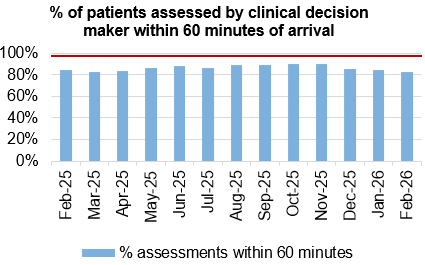 % of patients assessed by clinical decision
maker within 60 minutes of arrival
100%
80%
60%
40%
20%
0%
Feb-25
Mar-25
Apr-25
May-25
Jun-25
Jul-25
Aug-25
Sep-25
Oct-25
Nov-25
Dec-25
Jan-26
Feb-26
% assessments within 60 minutes